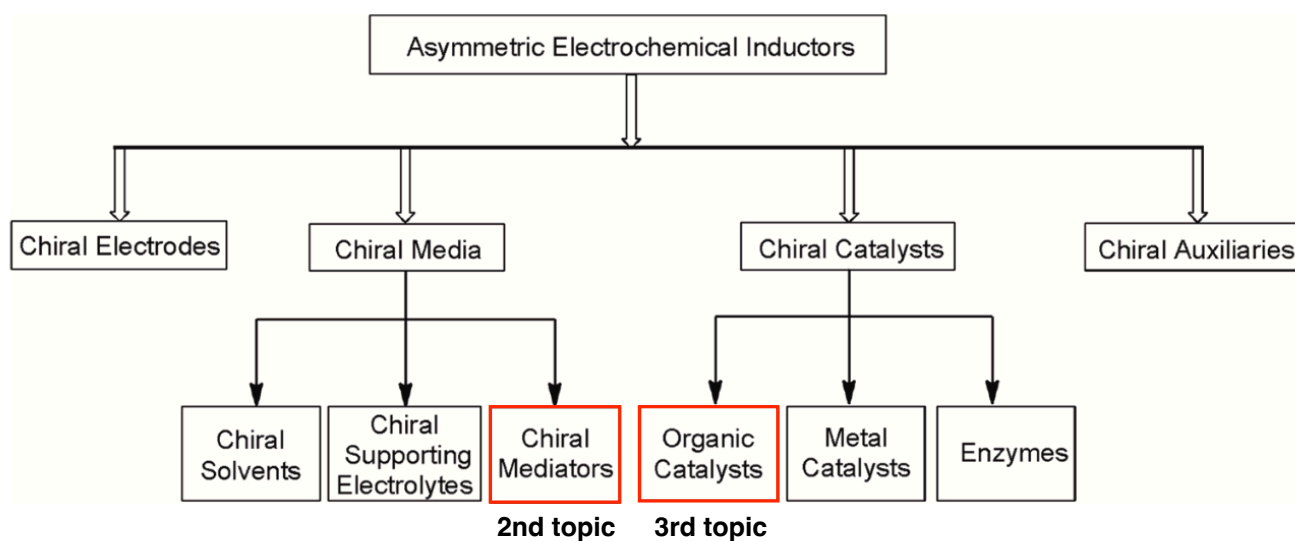 Asymmetric Electrochemical Inductors
Chiral Electrodes
Chiral Media
Chiral Catalysts
Chiral Auxiliaries
Chiral
Solvents
Chiral
Supporting
Electrolytes
Chiral
Mediators
Organic
Catalysts
Metal
Catalysts
Enzymes
2nd topic
3rd topic